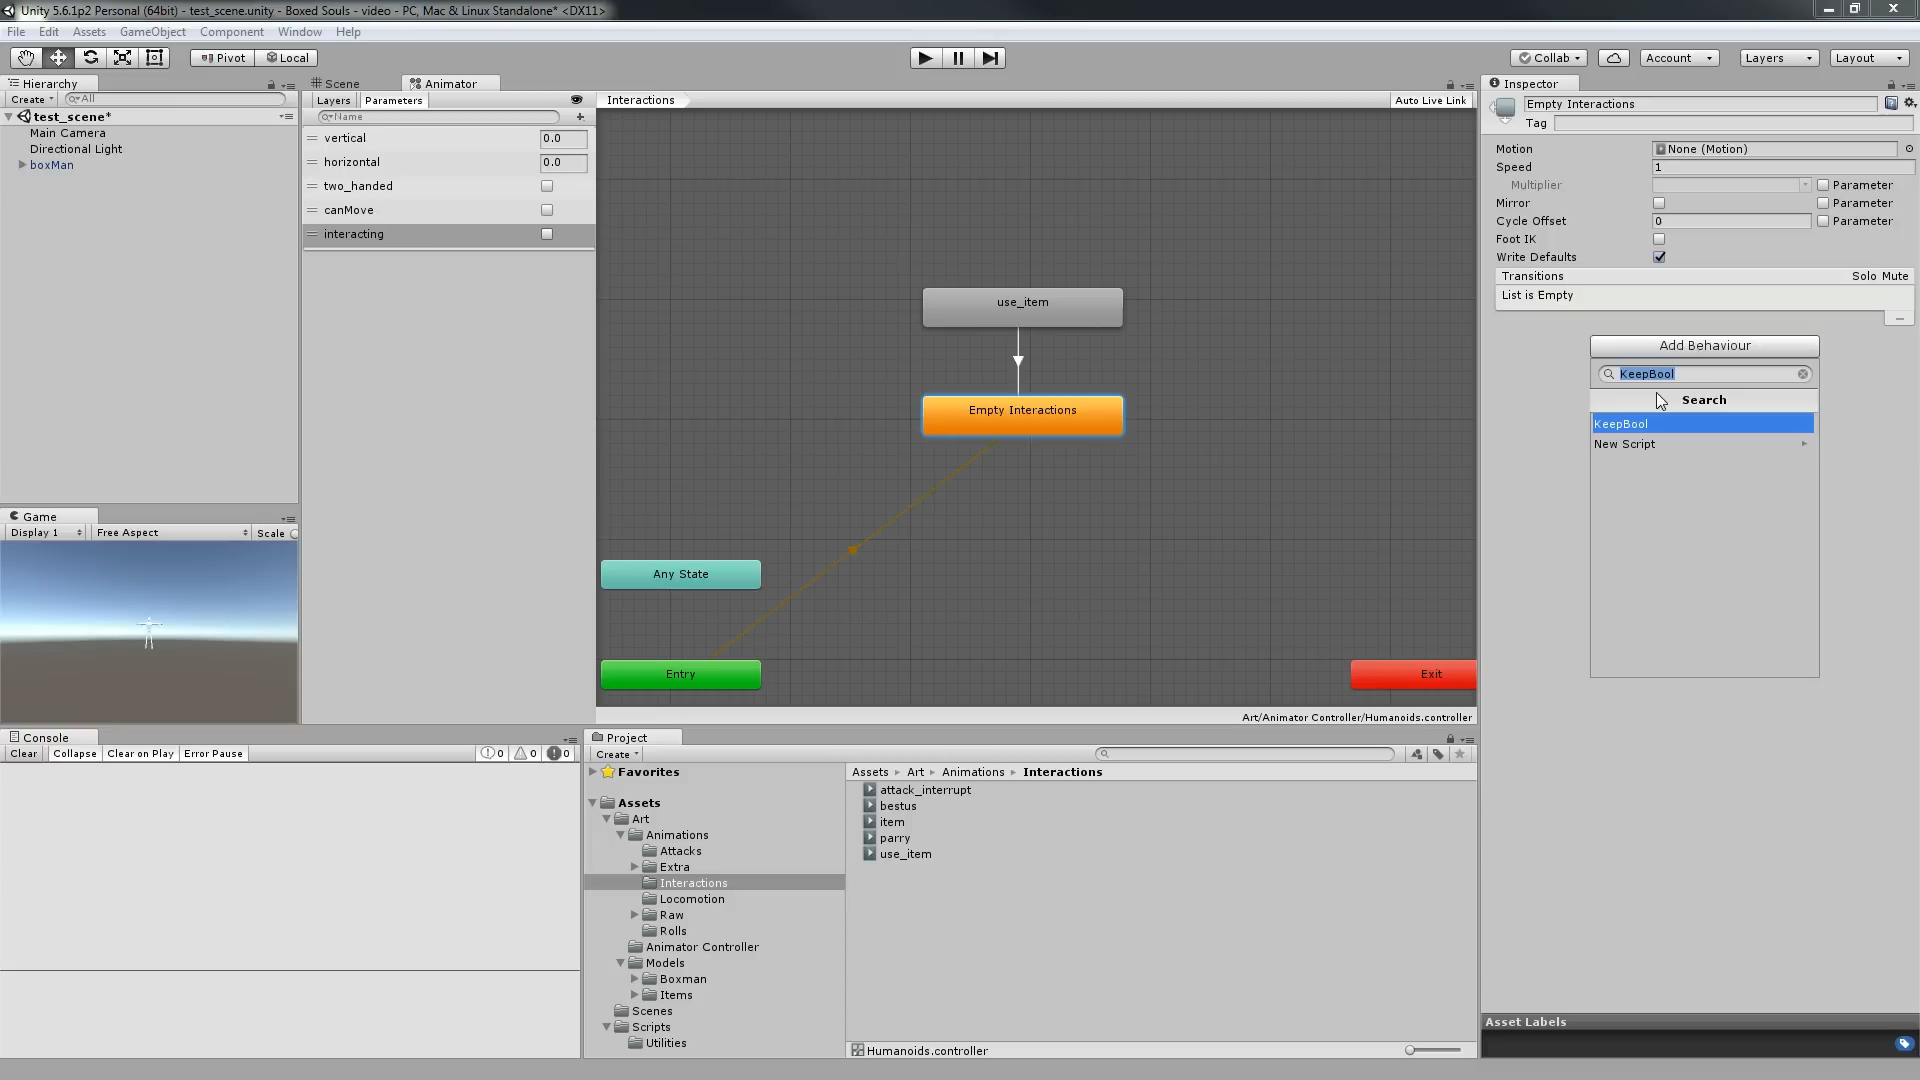 Unity 5.6.1p2 Personal (64bit) - test_scene.unity - Boxed Souls - video - PC, Mac & Linux Standalone* <DX11>
File Edit Assets GameObject Component Window Help
Pivot Local Collab Account Layers Layout
Hierarchy
Create All
test_scene*
Main Camera
Directional Light
boxMan
Scene Animator
Layers Parameters
Name
vertical 0.0
horizontal 0.0
two_handed
canMove
interacting
Interactions Auto Live Link
use_item
Empty Interactions
Any State
Entry
Exit
Art/Animator Controller/Humanoids.controller
Inspector
Empty Interactions
Tag
Motion None (Motion)
Speed 1
Multiplier Parameter
Mirror Parameter
Cycle Offset 0 Parameter
Foot IK
Write Defaults
Transitions Solo Mute
List is Empty
Add Behaviour
KeepBool
Search
KeepBool
New Script
Asset Labels
Game
Display 1 Free Aspect Scale
Console
Clear Collapse Clear on Play Error Pause 0 0 0
Project
Create
Favorites
Assets
Art
Animations
Attacks
Extra
Interactions
Locomotion
Raw
Rolls
Animator Controller
Models
Boxman
Items
Scenes
Scripts
Utilities
Assets Art Animations Interactions
attack_interrupt
bestus
item
parry
use_item
Humanoids.controller